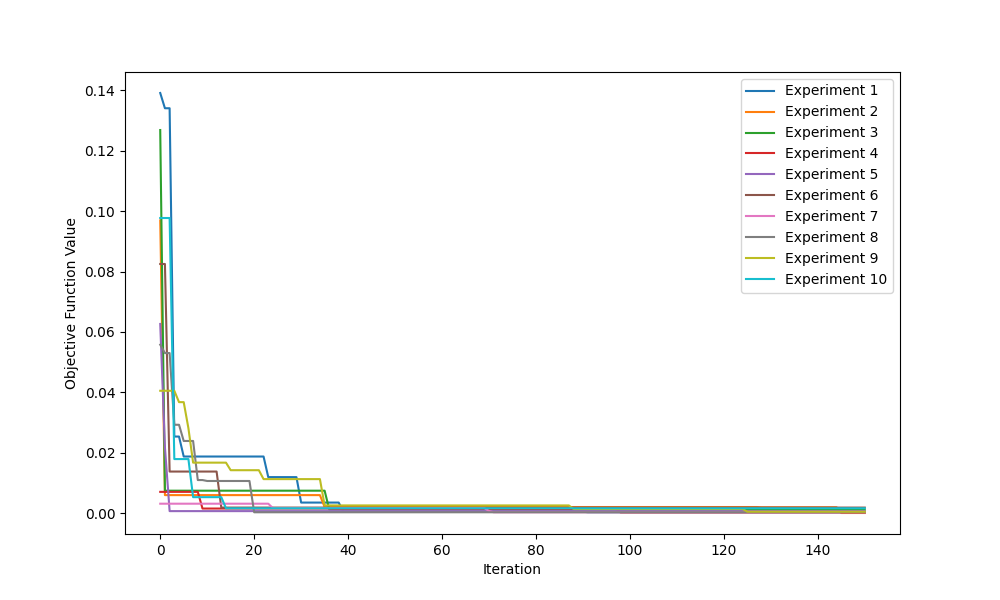 0.14
0.12
0.10
0.08
0.06
0.04
0.02
0.00
Objective Function Value
0 20 40 60 80 100 120 140
Iteration
Experiment 1
Experiment 2
Experiment 3
Experiment 4
Experiment 5
Experiment 6
Experiment 7
Experiment 8
Experiment 9
Experiment 10